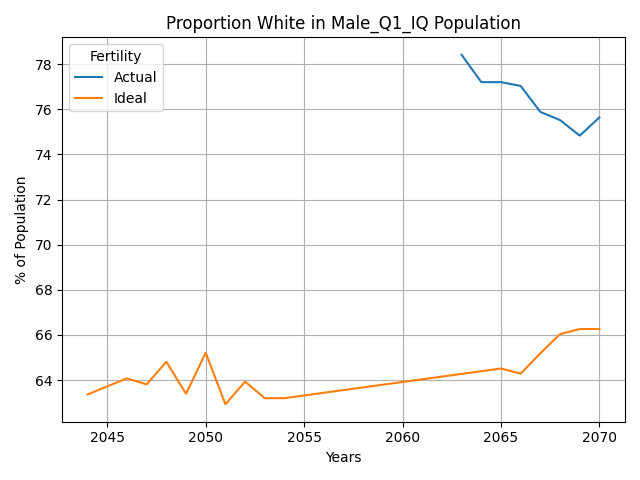 Proportion White in Male_Q1_IQ Population
Fertility
Actual
Ideal
% of Population
78
76
74
72
70
68
66
64
2045 2050 2055 2060 2065 2070
Years